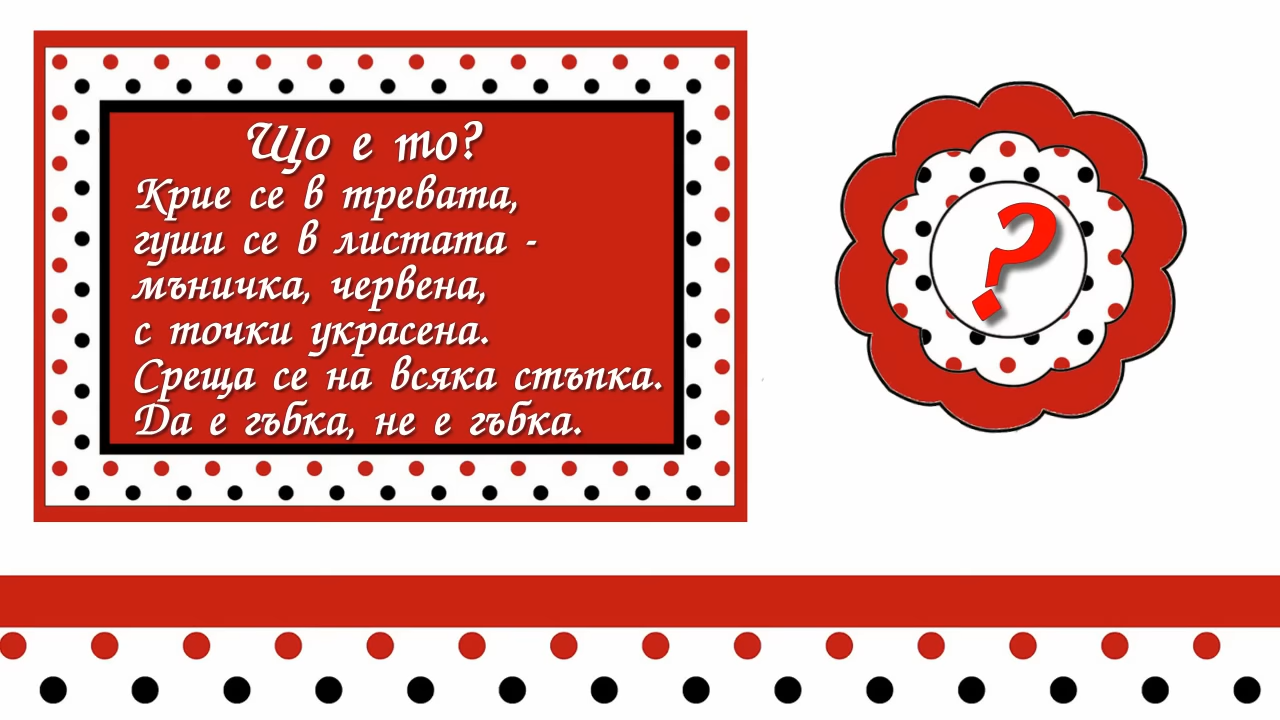 Що е то?
Крие се в тревата,
гуши се в листата -
мъничка, червена,
с точки украсена.
Среща се на всяка стъпка.
Да е гъбка, не е гъбка.
?